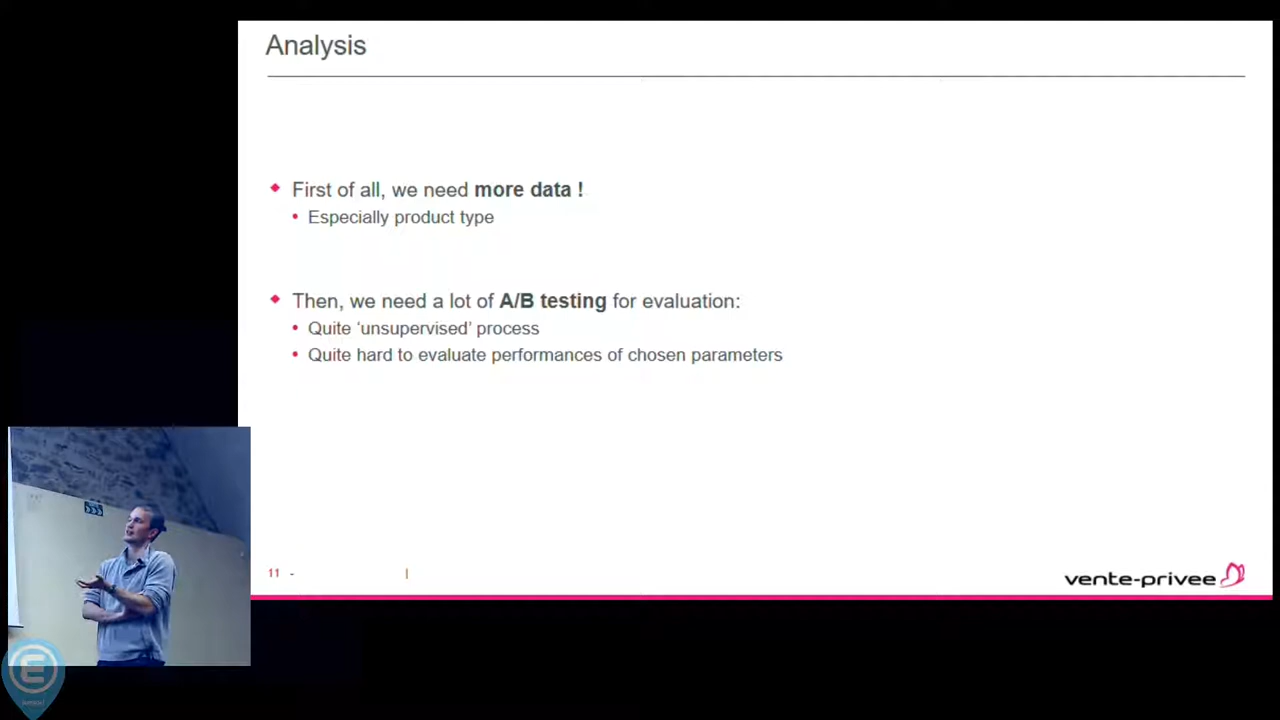 Analysis
First of all, we need more data !
Especially product type
Then, we need a lot of A/B testing for evaluation:
Quite ‘unsupervised’ process
Quite hard to evaluate performances of chosen parameters
11 - |
vente-privee
E